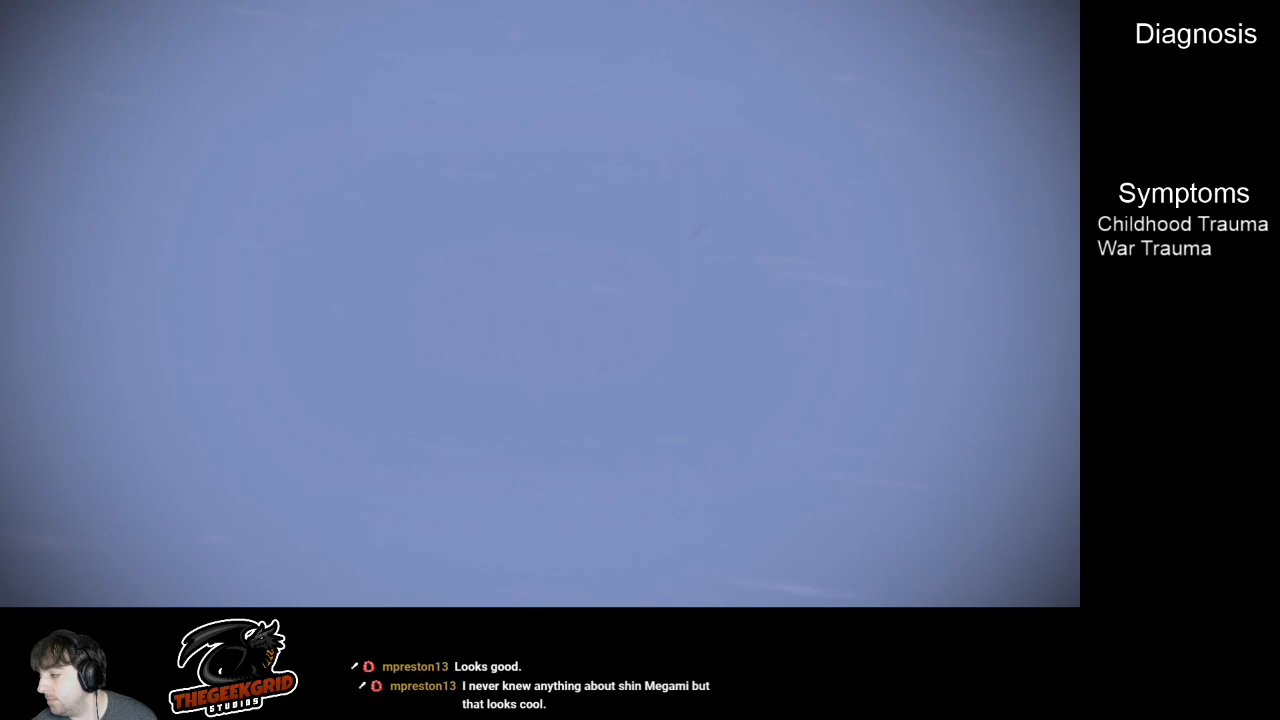 Diagnosis
Symptoms
Childhood Trauma
War Trauma
THEGEEKGRID
STUDIOS
mpreston13 Looks good.
mpreston13 I never knew anything about shin Megami but
that looks cool.